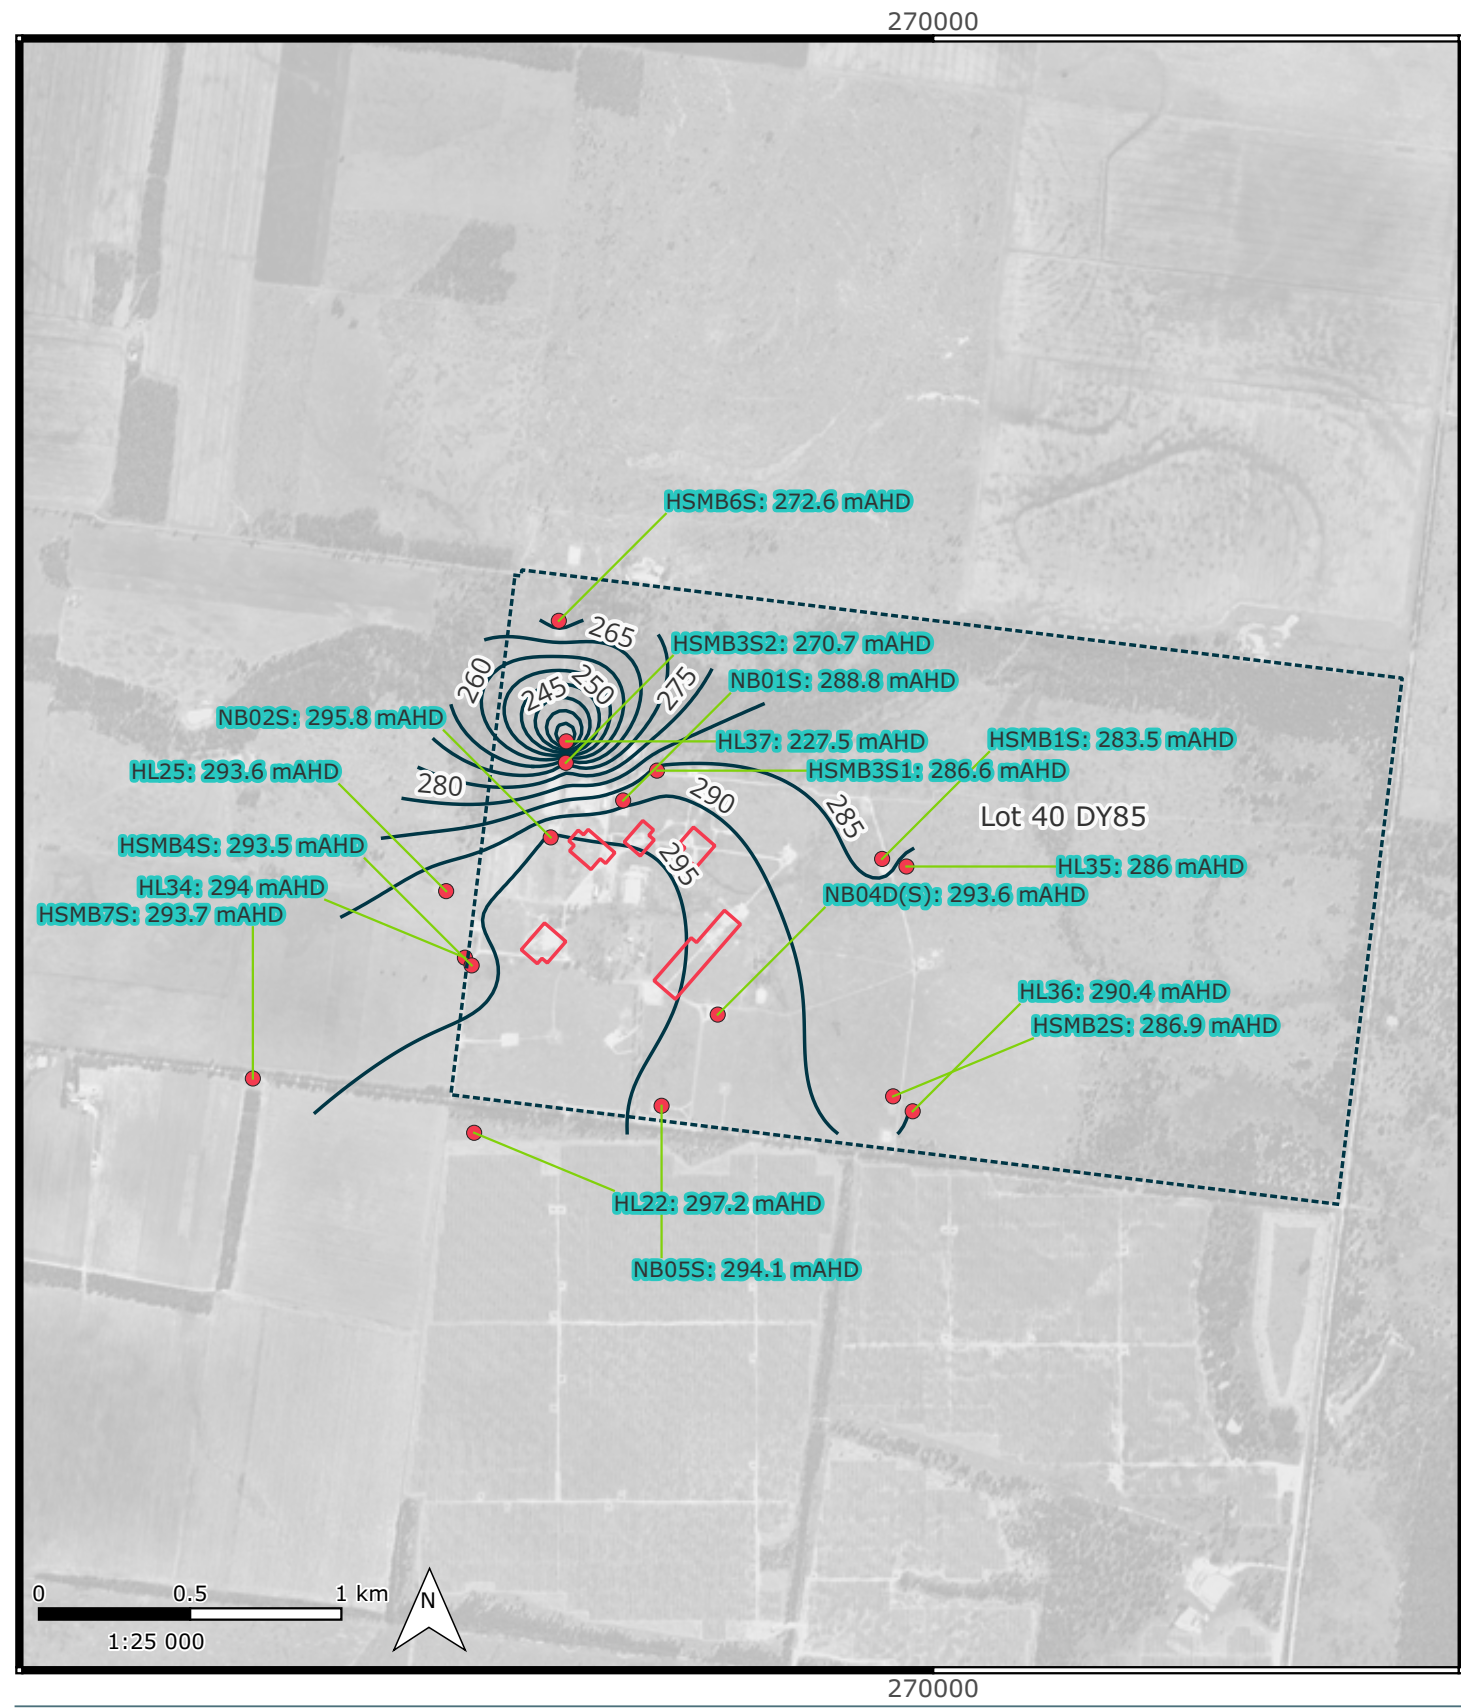 270000
HSMB6S: 272.6 mAHD
265
HSMB3S2: 270.7 mAHD
260
245
250
275
NB01S: 288.8 mAHD
NB02S: 295.8 mAHD
HL37: 227.5 mAHD
HSMB1S: 283.5 mAHD
HL25: 293.6 mAHD
HSMB3S1: 286.6 mAHD
280
290
285
Lot 40 DY85
HSMB4S: 293.5 mAHD
295
HL35: 286 mAHD
HL34: 294 mAHD
NB04D(S): 293.6 mAHD
HSMB7S: 293.7 mAHD
HL36: 290.4 mAHD
HSMB2S: 286.9 mAHD
HL22: 297.2 mAHD
NB05S: 294.1 mAHD
0 0.5 1 km
N
1:25 000
270000